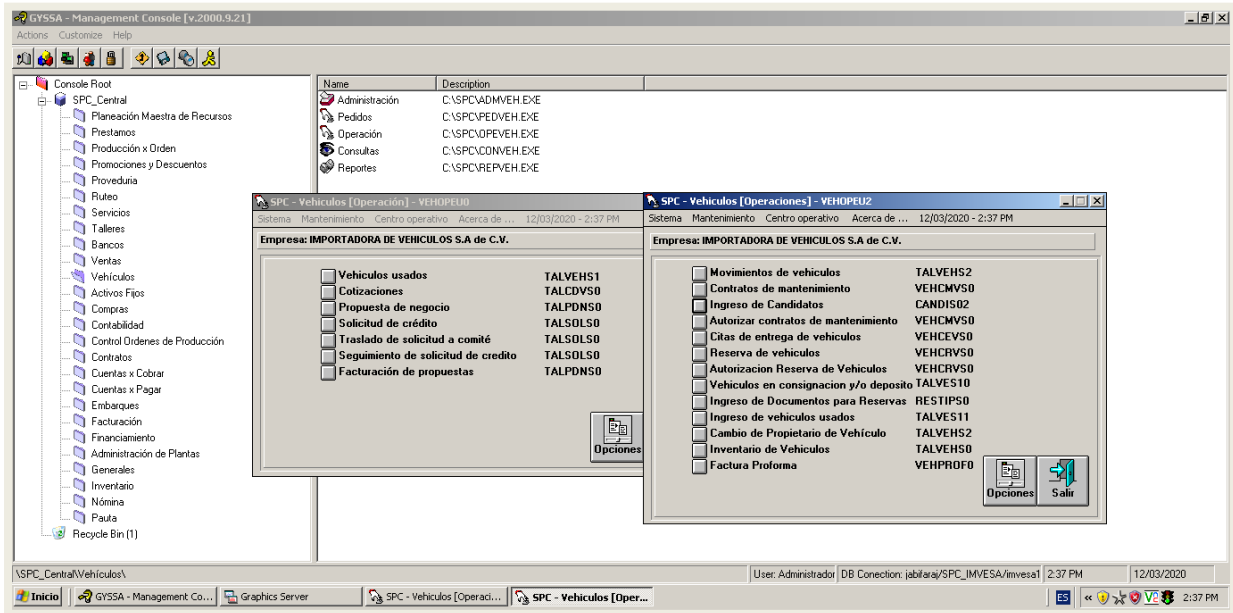 GYSSA - Management Console [v.2000.9.21]
Actions Customize Help
Console Root
SPC_Central
Planeación Maestra de Recursos
Prestamos
Producción x Orden
Promociones y Descuentos
Proveduria
Ruteo
Servicios
Talleres
Bancos
Ventas
Vehículos
Activos Fijos
Compras
Contabilidad
Control Ordenes de Producción
Contratos
Cuentas x Cobrar
Cuentas x Pagar
Embarques
Facturación
Financiamiento
Administración de Plantas
Generales
Inventario
Nómina
Pauta
Recycle Bin (1)
Name Description
Administración C:\SPC\ADMVEH.EXE
Pedidos C:\SPC\PEDVEH.EXE
Operación C:\SPC\OPEVEH.EXE
Consultas C:\SPC\CONVEH.EXE
Reportes C:\SPC\REPVEH.EXE
SPC - Vehiculos [Operación] - VEHOPEU0
Sistema Mantenimiento Centro operativo Acerca de ... 12/03/2020 - 2:37 PM
Empresa: IMPORTADORA DE VEHICULOS S.A de C.V.
Vehiculos usados TALVEHS1
Cotizaciones TALCDVS0
Propuesta de negocio TALPDNS0
Solicitud de crédito TALSOLS0
Traslado de solicitud a comité TALSOLS0
Seguimiento de solicitud de credito TALSOLS0
Facturación de propuestas TALPDNS0
Opciones
SPC - Vehiculos [Operaciones] - VEHOPEU2
Sistema Mantenimiento Centro operativo Acerca de ... 12/03/2020 - 2:37 PM
Empresa: IMPORTADORA DE VEHICULOS S.A de C.V.
Movimientos de vehiculos TALVEHS2
Contratos de mantenimiento VEHCMVS0
Ingreso de Candidatos CANDIS02
Autorizar contratos de mantenimiento VEHCMVS0
Citas de entrega de vehiculos VEHCEVS0
Reserva de vehiculos VEHCRVS0
Autorizacion Reserva de Vehiculos VEHCRVS0
Vehiculos en consignacion y/o deposito TALVES10
Ingreso de Documentos para Reservas RESTIPS0
Ingreso de vehiculos usados TALVES11
Cambio de Propietario de Vehículo TALVEHS2
Inventario de Vehiculos TALVEHS0
Factura Proforma VEHPROF0
Opciones Salir
\SPC_Central\Vehículos\ User: Administrador DB Conection: jabifaraj/SPC_IMVESA/imvesa1 2:37 PM 12/03/2020
Inicio GYSSA - Management Co... Graphics Server SPC - Vehiculos [Operaci... SPC - Vehiculos [Oper... ES « V2 2:37 PM